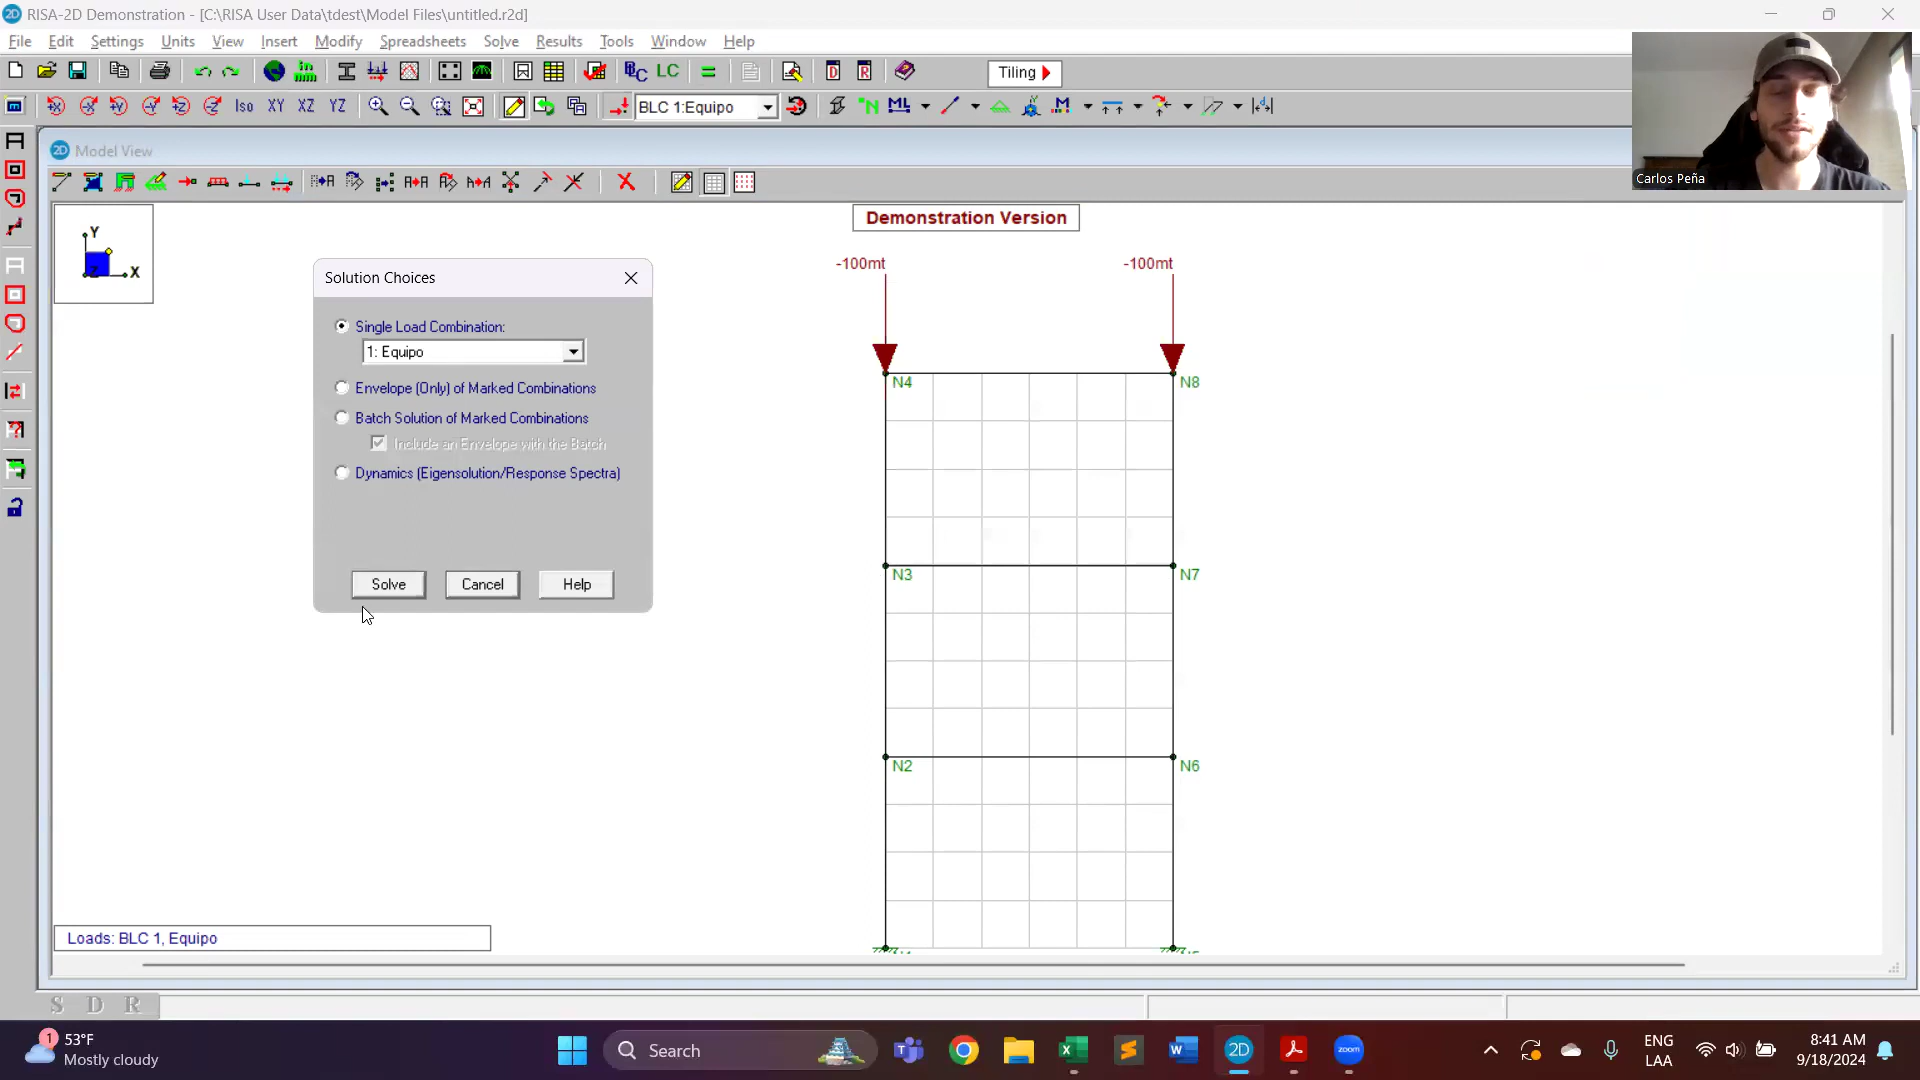 RISA-2D Demonstration - [C:\RISA User Data\tdest\Model Files\untitled.r2d]
File Edit Settings Units View Insert Modify Spreadsheets Solve Results Tools Window Help
LC Tiling
Iso XY XZ YZ BLC 1:Equipo
Model View
Carlos Peña
Y
X
Demonstration Version
-100mt -100mt
Solution Choices
Single Load Combination:
1: Equipo
Envelope (Only) of Marked Combinations
Batch Solution of Marked Combinations
Include an Envelope with the Batch
Dynamics (Eigensolution/Response Spectra)
Solve Cancel Help
N4 N8
N3 N7
N2 N6
Loads: BLC 1, Equipo
S D R
1
53°F
Mostly cloudy
Search
zoom
ENG
LAA
8:41 AM
9/18/2024